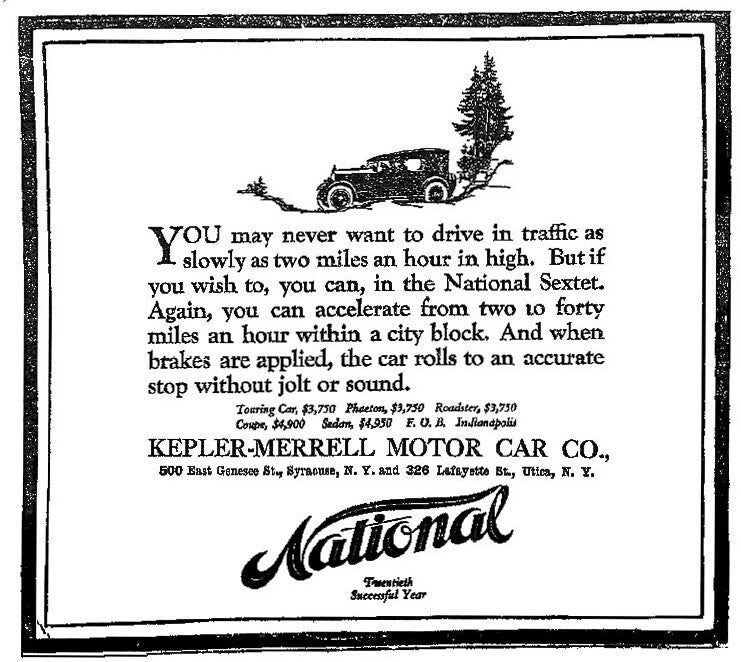 YOU may never want to drive in traffic as
slowly as two miles an hour in high. But if
you wish to, you can, in the National Sextet.
Again, you can accelerate from two to forty
miles an hour within a city block. And when
brakes are applied, the car rolls to an accurate
stop without jolt or sound.
Touring Car, $3,750 Phaeton, $3,750 Roadster, $3,750
Coupe, $4,900 Sedan, $4,950 F. O. B. Indianapolis
KEPLER-MERRELL MOTOR CAR CO.,
500 East Genesee St., Syracuse, N. Y. and 326 Lafayette St., Utica, N. Y.
National
Twentieth
Successful Year